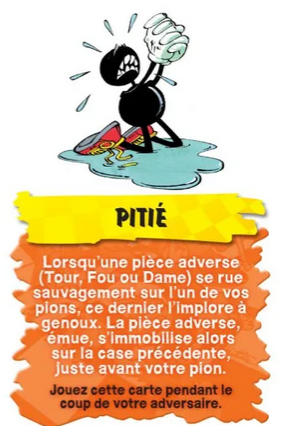 PITIÉ
Lorsqu'une pièce adverse
(Tour, Fou ou Dame) se rue
sauvagement sur l'un de vos
pions, ce dernier l'implore à
genoux. La pièce adverse,
émue, s'immobilise alors
sur la case précédente,
juste avant votre pion.
Jouez cette carte pendant le
coup de votre adversaire.